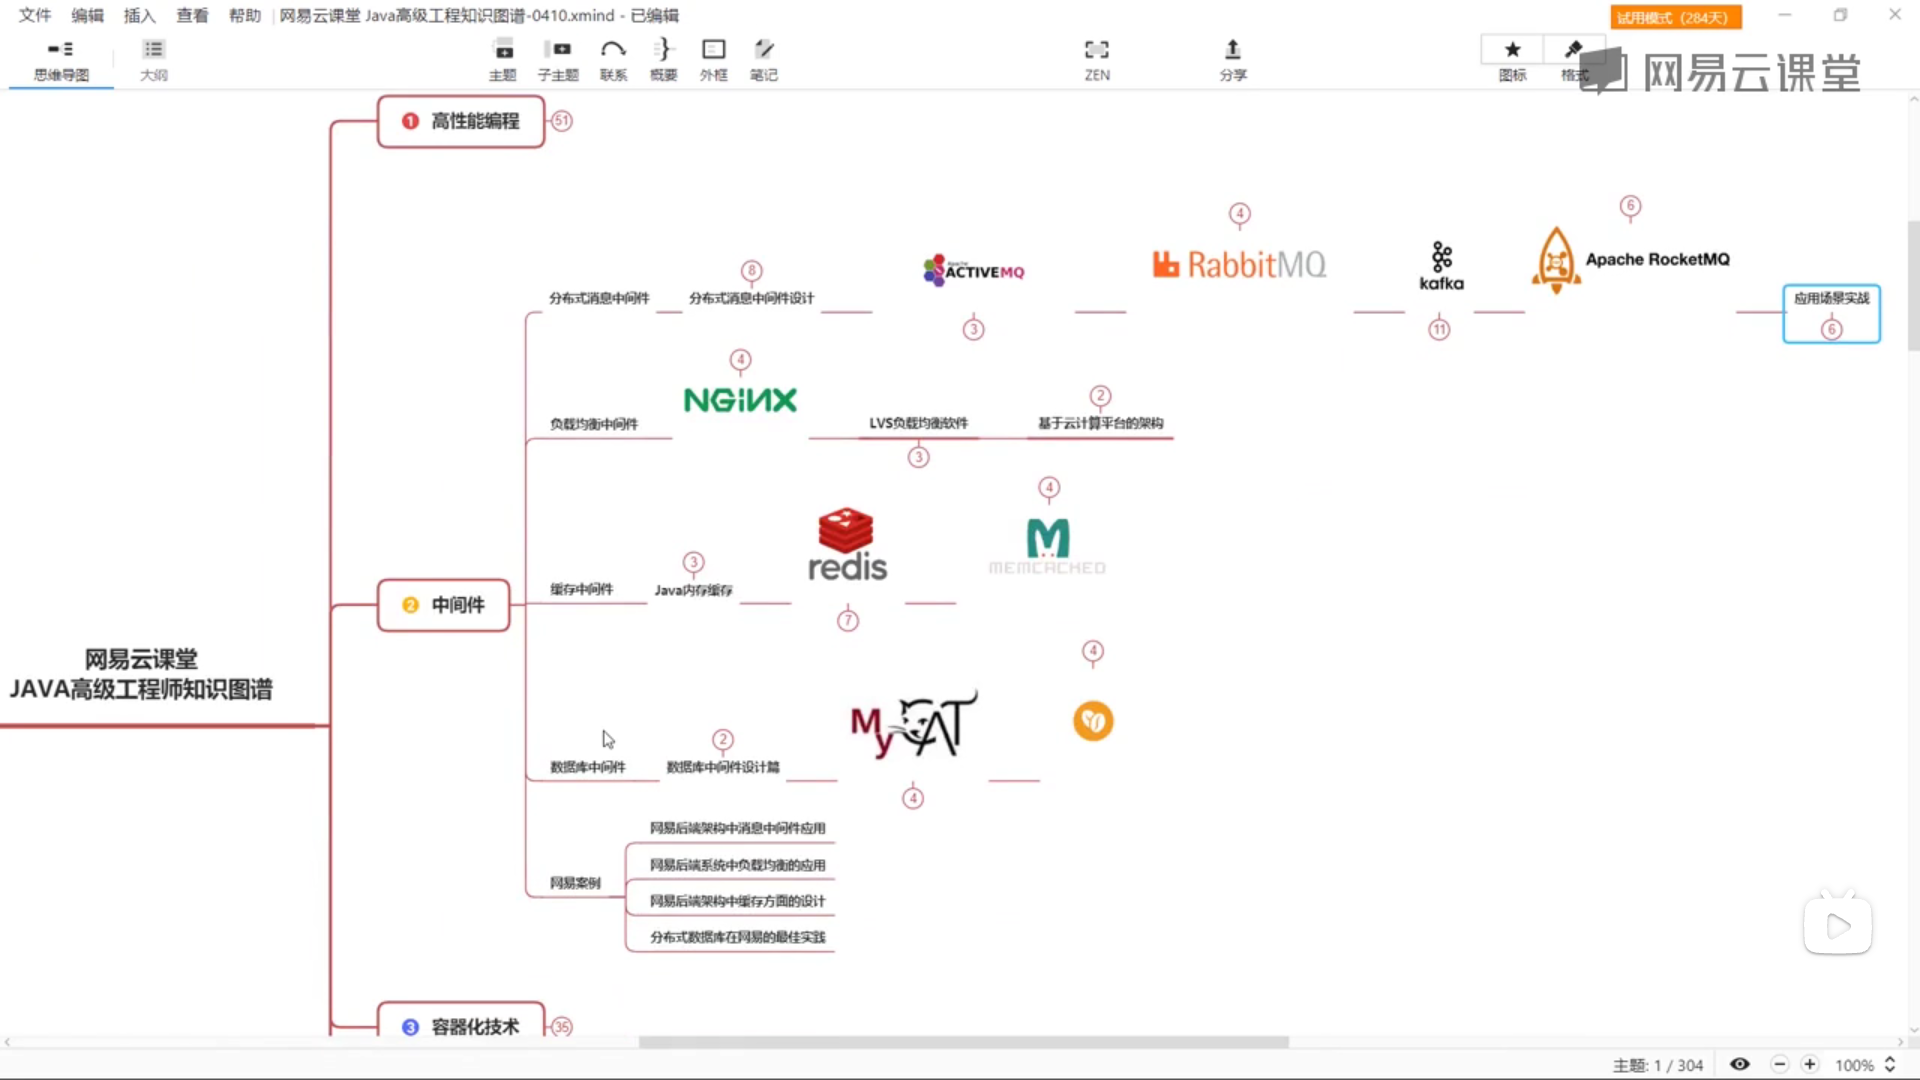 文件 编辑 插入 查看 帮助 网易云课堂 Java高级工程知识图谱-0410.xmind - 已编辑
试用模式（284天）
思维导图 大纲 主题 子主题 联系 概要 外框 笔记 ZEN 分享 图标 格式
网易云课堂
1 高性能编程 51
分布式消息中间件
8
分布式消息中间件设计
Apache ACTIVEMQ
3
4
RabbitMQ
kafka
11
6
Apache RocketMQ
应用场景实战
6
负载均衡中间件
4
NGINX
LVS负载均衡软件
3
2
基于云计算平台的架构
2 中间件
缓存中间件
3
Java内存缓存
redis
7
4
MEMCACHED
网易云课堂
JAVA高级工程师知识图谱
数据库中间件
2
数据库中间件设计篇
MyCAT
4
4
网易案例
网易后端架构中消息中间件应用
网易后端系统中负载均衡的应用
网易后端架构中缓存方面的设计
分布式数据库在网易的最佳实践
3 容器化技术 35
主题: 1 / 304 100%